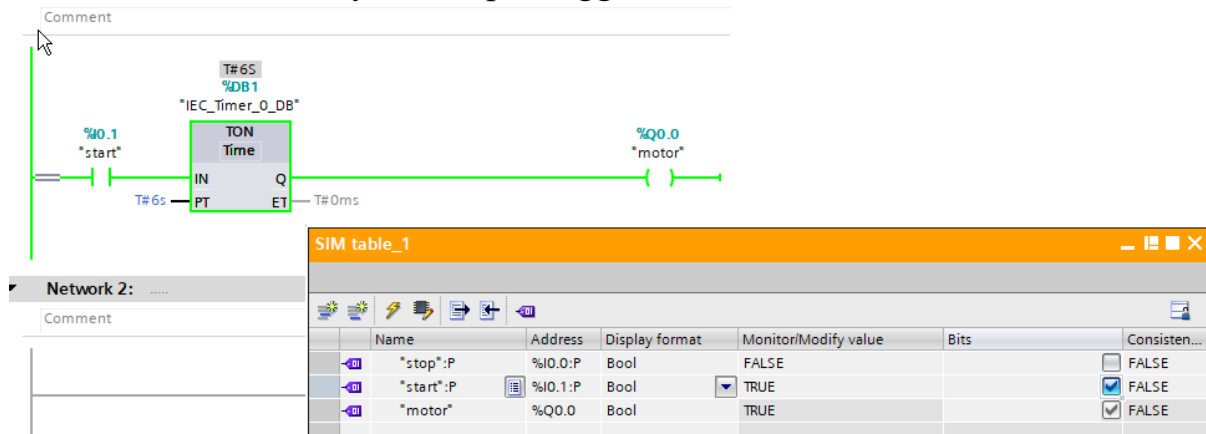 Comment
T#6S
%DB1
"IEC_Timer_0_DB"
%I0.1
"start"
TON
Time
IN
Q
PT
ET
T#6s
T#0ms
%Q0.0
"motor"
SIM table_1
Network 2: .....
Comment
Name Address Display format Monitor/Modify value Bits Consisten...
"stop":P %I0.0:P Bool FALSE FALSE
"start":P %I0.1:P Bool TRUE FALSE
"motor" %Q0.0 Bool TRUE FALSE